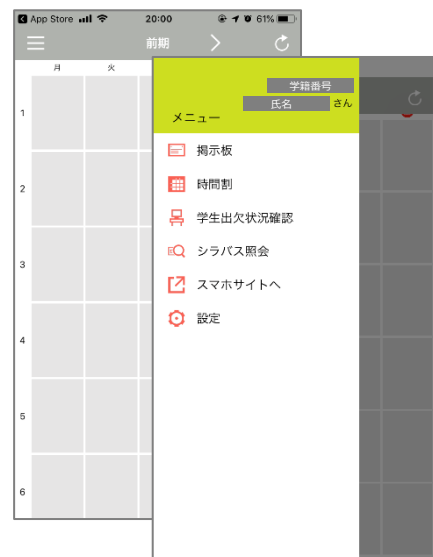 App Store
20:00
61%
前期
月 火
1
2
3
4
5
6
学籍番号
氏名 さん
メニュー
掲示板
時間割
学生出欠状況確認
シラバス照会
スマホサイトへ
設定